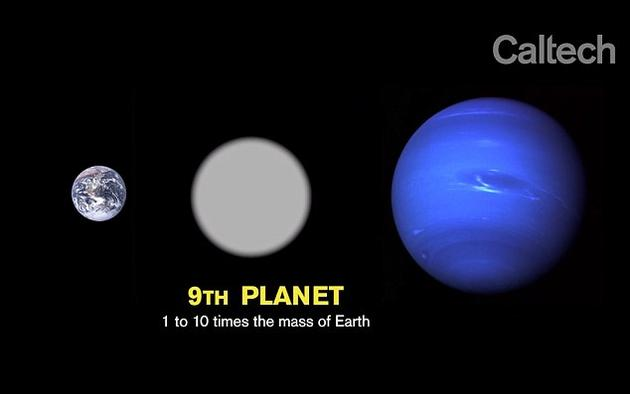 Caltech
9TH PLANET
1 to 10 times the mass of Earth